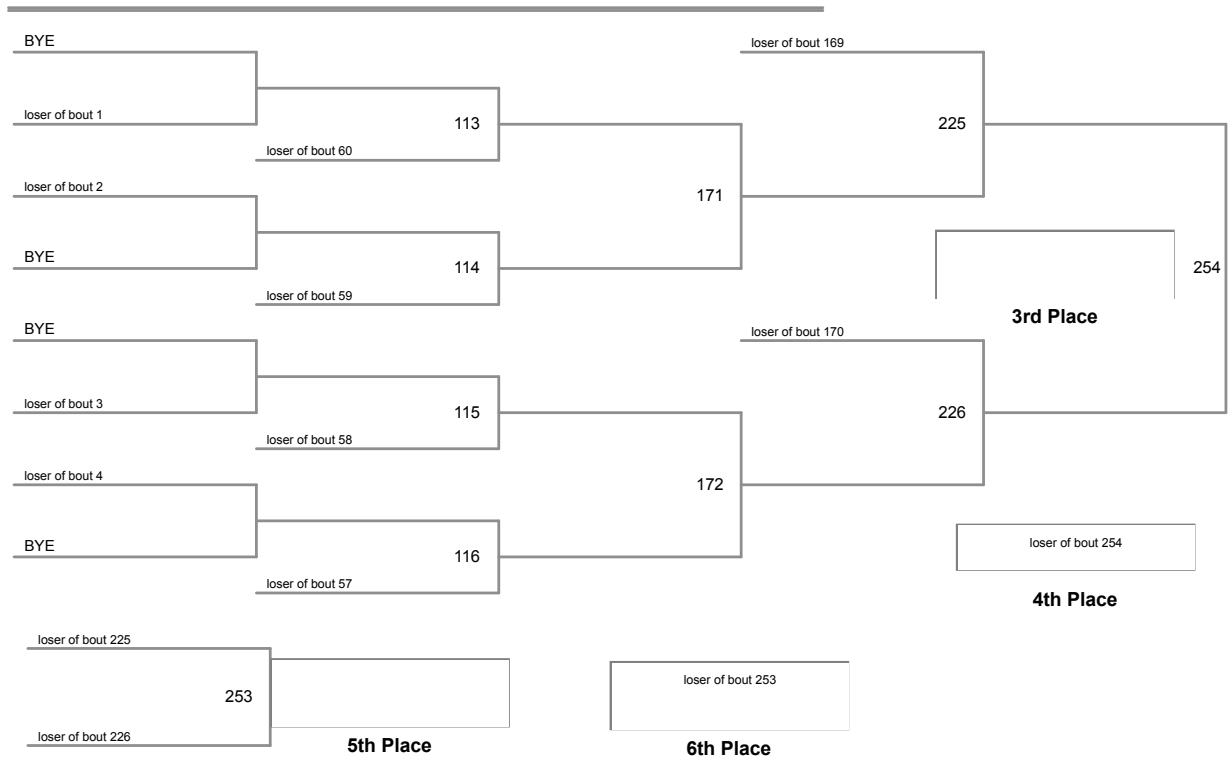 BYE
loser of bout 169
loser of bout 1
113
225
loser of bout 60
loser of bout 2
171
BYE
114
254
loser of bout 59
3rd Place
BYE
loser of bout 170
loser of bout 3
115
226
loser of bout 58
loser of bout 4
172
BYE
116
loser of bout 254
loser of bout 57
4th Place
loser of bout 225
253
loser of bout 253
loser of bout 226
5th Place
6th Place